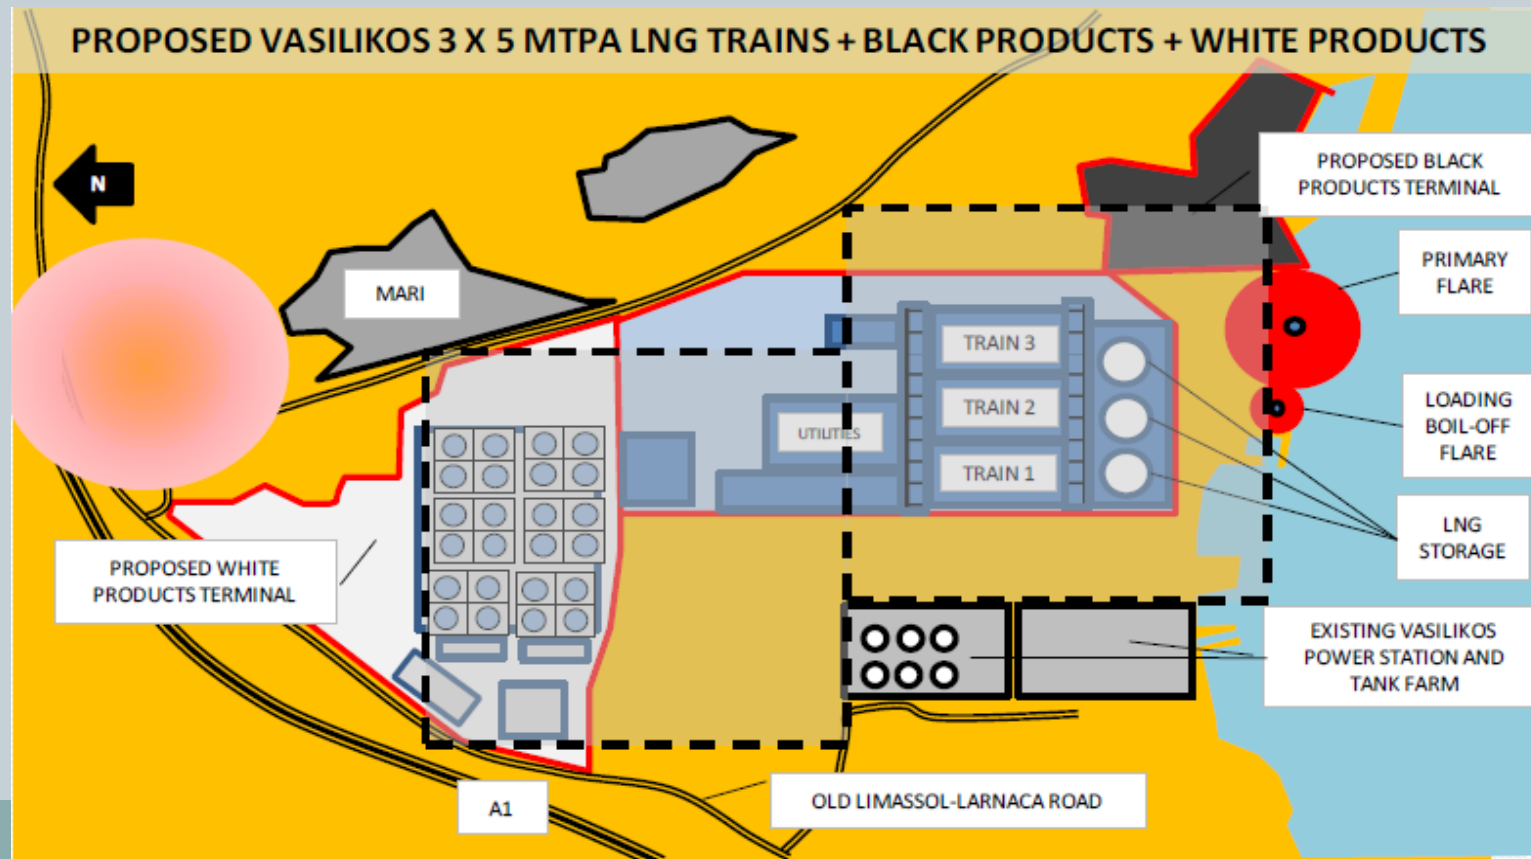 PROPOSED VASILIKOS 3 X 5 MTPA LNG TRAINS + BLACK PRODUCTS + WHITE PRODUCTS
PROPOSED BLACK
PRODUCTS TERMINAL
N
PRIMARY
FLARE
MARI
TRAIN 3
TRAIN 2
LOADING
BOIL-OFF
FLARE
UTILITIES
TRAIN 1
LNG
STORAGE
PROPOSED WHITE
PRODUCTS TERMINAL
EXISTING VASILIKOS
POWER STATION AND
TANK FARM
A1
OLD LIMASSOL-LARNACA ROAD